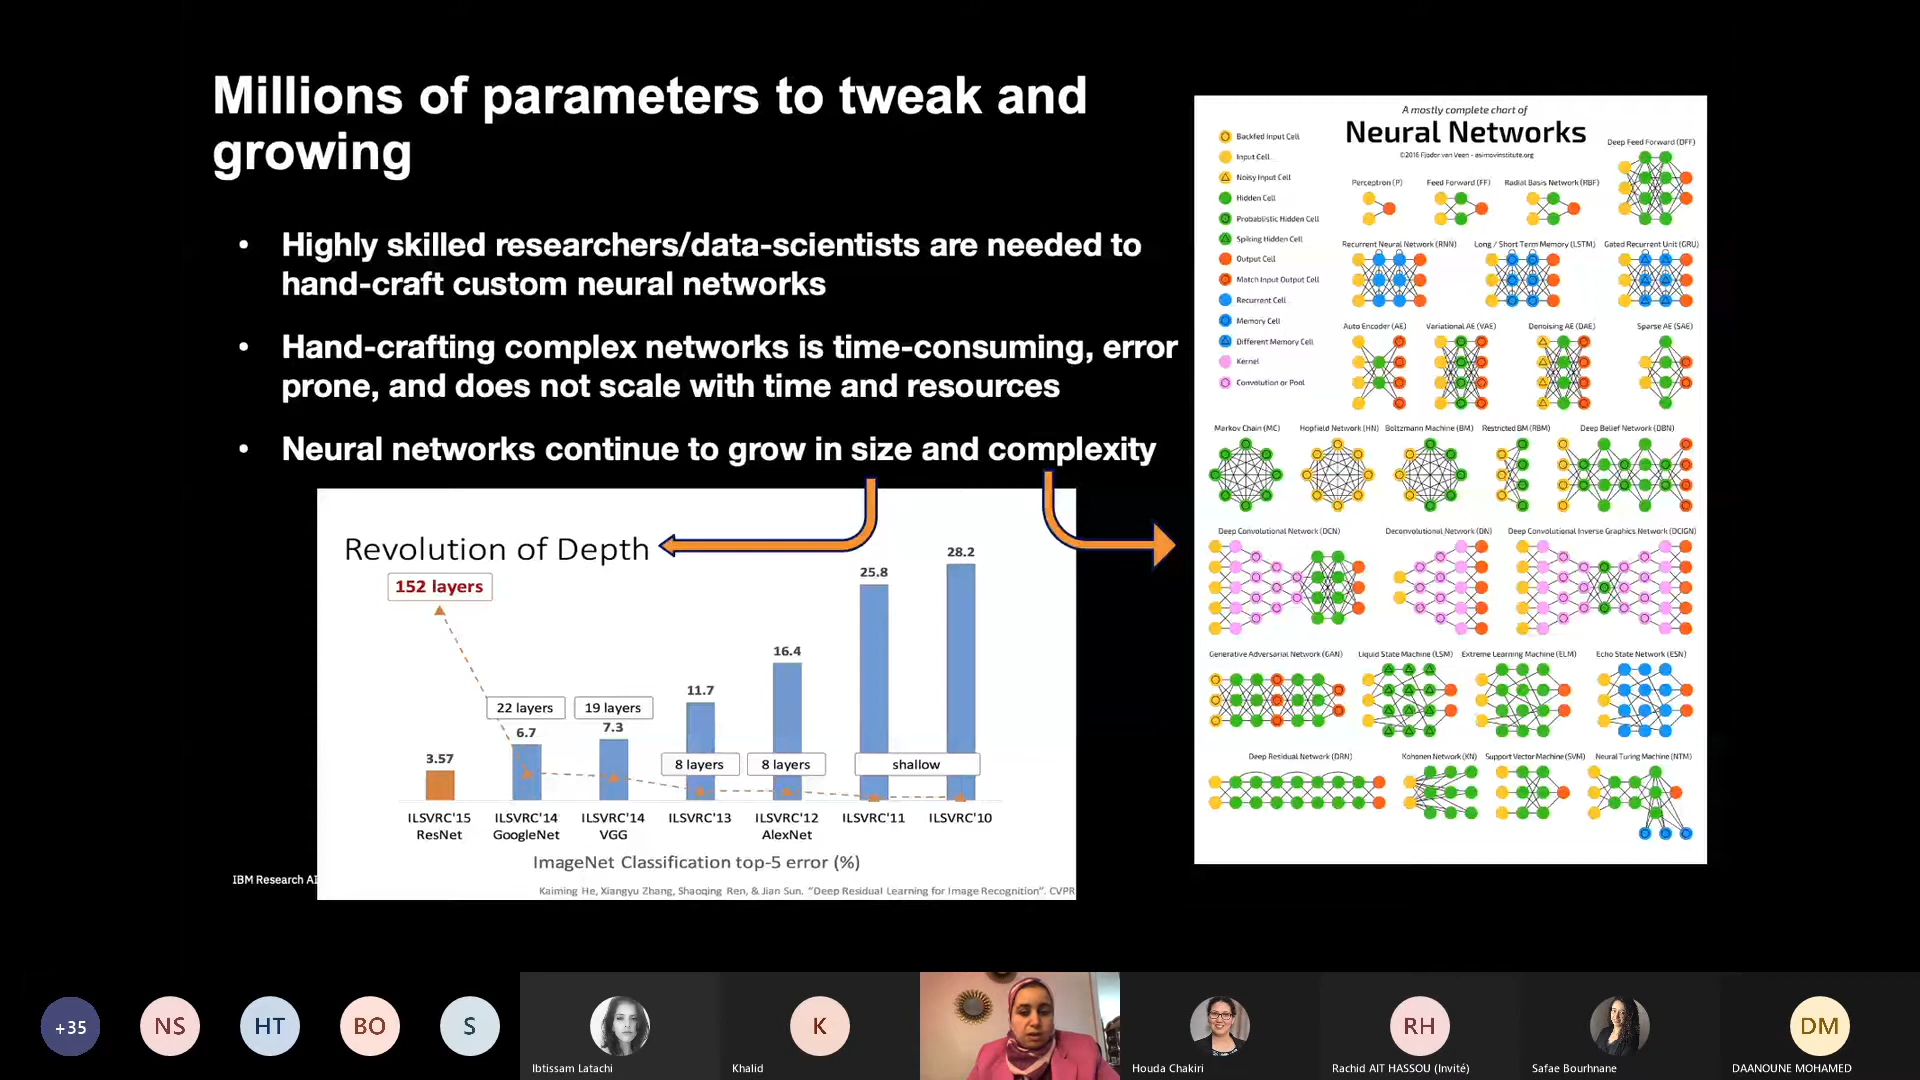 Millions of parameters to tweak and
growing
• Highly skilled researchers/data-scientists are needed to
hand-craft custom neural networks
• Hand-crafting complex networks is time-consuming, error
prone, and does not scale with time and resources
• Neural networks continue to grow in size and complexity
Revolution of Depth
152 layers
28.2
25.8
16.4
11.7
22 layers
19 layers
7.3
6.7
3.57
8 layers
8 layers
shallow
ILSVRC'15
ResNet
ILSVRC'14
GoogleNet
ILSVRC'14
VGG
ILSVRC'13
ILSVRC'12
AlexNet
ILSVRC'11
ILSVRC'10
ImageNet Classification top-5 error (%)
Kaiming He, Xiangyu Zhang, Shaoqing Ren, & Jian Sun. “Deep Residual Learning for Image Recognition”. CVPR
IBM Research AI
A mostly complete chart of
Neural Networks
©2016 Fjodor van Veen - asimovinstitute.org
Backfed Input Cell
Input Cell
Noisy Input Cell
Hidden Cell
Probablistic Hidden Cell
Spiking Hidden Cell
Output Cell
Match Input Output Cell
Recurrent Cell
Memory Cell
Different Memory Cell
Kernel
Convolution or Pool
Deep Feed Forward (DFF)
Perceptron (P)
Feed Forward (FF)
Radial Basis Network (RBF)
Recurrent Neural Network (RNN)
Long / Short Term Memory (LSTM)
Gated Recurrent Unit (GRU)
Auto Encoder (AE)
Variational AE (VAE)
Denoising AE (DAE)
Sparse AE (SAE)
Markov Chain (MC)
Hopfield Network (HN)
Boltzmann Machine (BM)
Restricted BM (RBM)
Deep Belief Network (DBN)
Deep Convolutional Network (DCN)
Deconvolutional Network (DN)
Deep Convolutional Inverse Graphics Network (DCIGN)
Generative Adversarial Network (GAN)
Liquid State Machine (LSM)
Extreme Learning Machine (ELM)
Echo State Network (ESN)
Deep Residual Network (DRN)
Kohonen Network (KN)
Support Vector Machine (SVM)
Neural Turing Machine (NTM)
+35
NS
HT
BO
S
Ibtissam Latachi
K
Khalid
Houda Chakiri
RH
Rachid AIT HASSOU (Invité)
Safae Bourhnane
DM
DAANOUNE MOHAMED